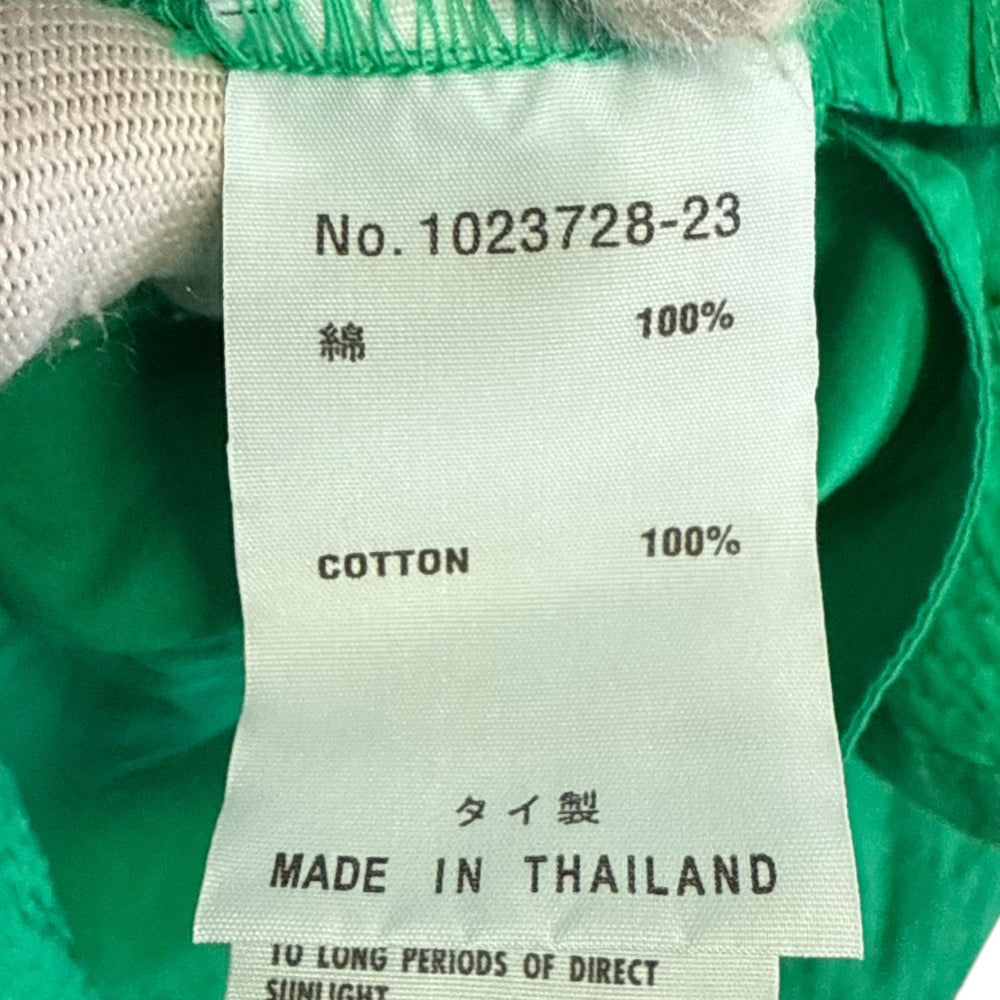 No. 1023728-23
綿 100%
COTTON 100%
タイ製
MADE IN THAILAND
TO LONG PERIODS OF DIRECT
SUNLIGHT